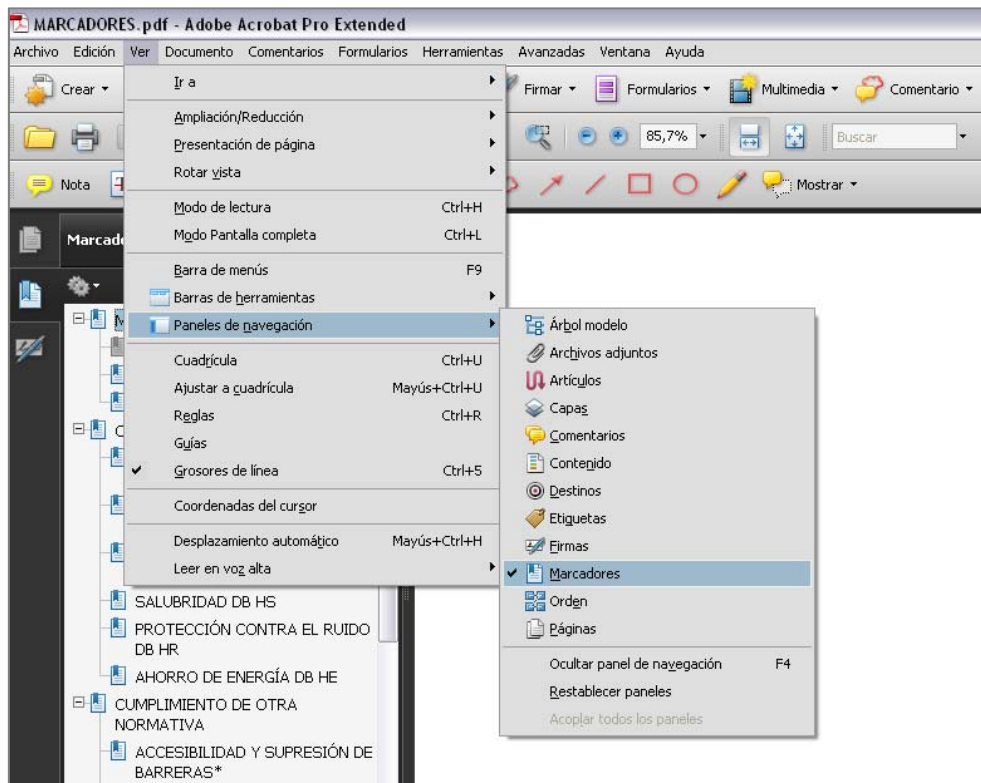 MARCADORES.pdf - Adobe Acrobat Pro Extended
Archivo Edición Ver Documento Comentarios Formularios Herramientas Avanzadas Ventana Ayuda
Crear Firmar Formularios Multimedia Comentario
85,7% Buscar
Nota Mostrar
Ir a
Ampliación/Reducción
Presentación de página
Rotar vista
Modo de lectura Ctrl+H
Modo Pantalla completa Ctrl+L
Barra de menús F9
Barras de herramientas
Paneles de navegación
Cuadrícula Ctrl+U
Ajustar a cuadrícula Mayús+Ctrl+U
Reglas Ctrl+R
Guías
Grosores de línea Ctrl+5
Coordenadas del cursor
Desplazamiento automático Mayús+Ctrl+H
Leer en voz alta
Árbol modelo
Archivos adjuntos
Artículos
Capas
Comentarios
Contenido
Destinos
Etiquetas
Firmas
Marcadores
Orden
Páginas
Ocultar panel de navegación F4
Restablecer paneles
Acoplar todos los paneles
Marcad
SALUBRIDAD DB HS
PROTECCIÓN CONTRA EL RUIDO
DB HR
AHORRO DE ENERGÍA DB HE
CUMPLIMIENTO DE OTRA
NORMATIVA
ACCESIBILIDAD Y SUPRESIÓN DE
BARRERAS*